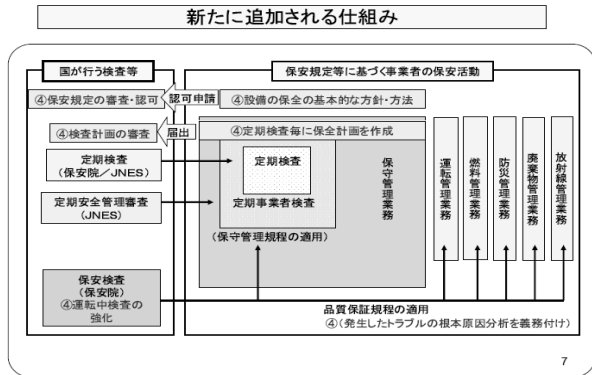 新たに追加される仕組み
国が行う検査等
保安規定等に基づく事業者の保安活動
④保安規定の審査・認可
認可申請
④設備の保全の基本的な方針・方法
④検査計画の審査
届出
④定期検査毎に保全計画を作成
定期検査
(保安院/JNES)
定期安全管理審査
(JNES)
定期検査
定期事業者検査
(保守管理規程の適用)
保守管理業務
運転管理業務
燃料管理業務
防災管理業務
廃棄物管理業務
放射線管理業務
保安検査
(保安院)
④運転中検査の
強化
品質保証規程の適用
④(発生したトラブルの根本原因分析を義務付け)
7